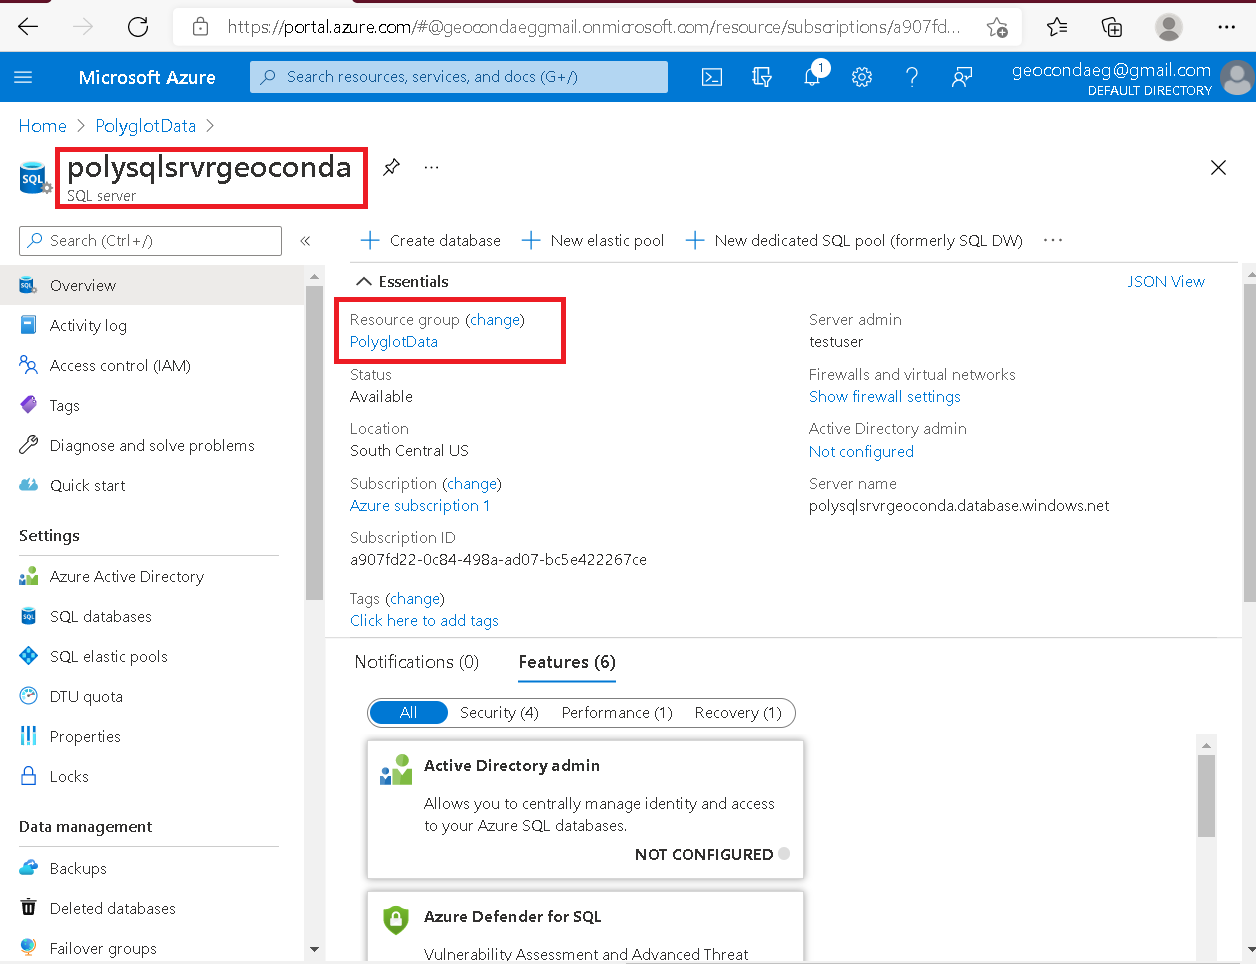 https://portal.azure.com/#@geocondaeggmail.onmicrosoft.com/resource/subscriptions/a907fd...
Microsoft Azure
Search resources, services, and docs (G+/)
1
geocondaeg@gmail.com
DEFAULT DIRECTORY
Home > PolyglotData >
SQL
polysqlsrvrgeoconda
SQL server
Search (Ctrl+/)
«
Create database
New elastic pool
New dedicated SQL pool (formerly SQL DW)
Overview
Activity log
Access control (IAM)
Tags
Diagnose and solve problems
Quick start
Settings
Azure Active Directory
SQL databases
SQL elastic pools
DTU quota
Properties
Locks
Data management
Backups
Deleted databases
Failover groups
Essentials
JSON View
Resource group (change)
PolyglotData
Status
Available
Location
South Central US
Subscription (change)
Azure subscription 1
Subscription ID
a907fd22-0c84-498a-ad07-bc5e422267ce
Tags (change)
Click here to add tags
Server admin
testuser
Firewalls and virtual networks
Show firewall settings
Active Directory admin
Not configured
Server name
polysqlsrvrgeoconda.database.windows.net
Notifications (0)
Features (6)
All
Security (4)
Performance (1)
Recovery (1)
Active Directory admin
Allows you to centrally manage identity and access
to your Azure SQL databases.
NOT CONFIGURED
Azure Defender for SQL
Vulnerability Assessment and Advanced Threat